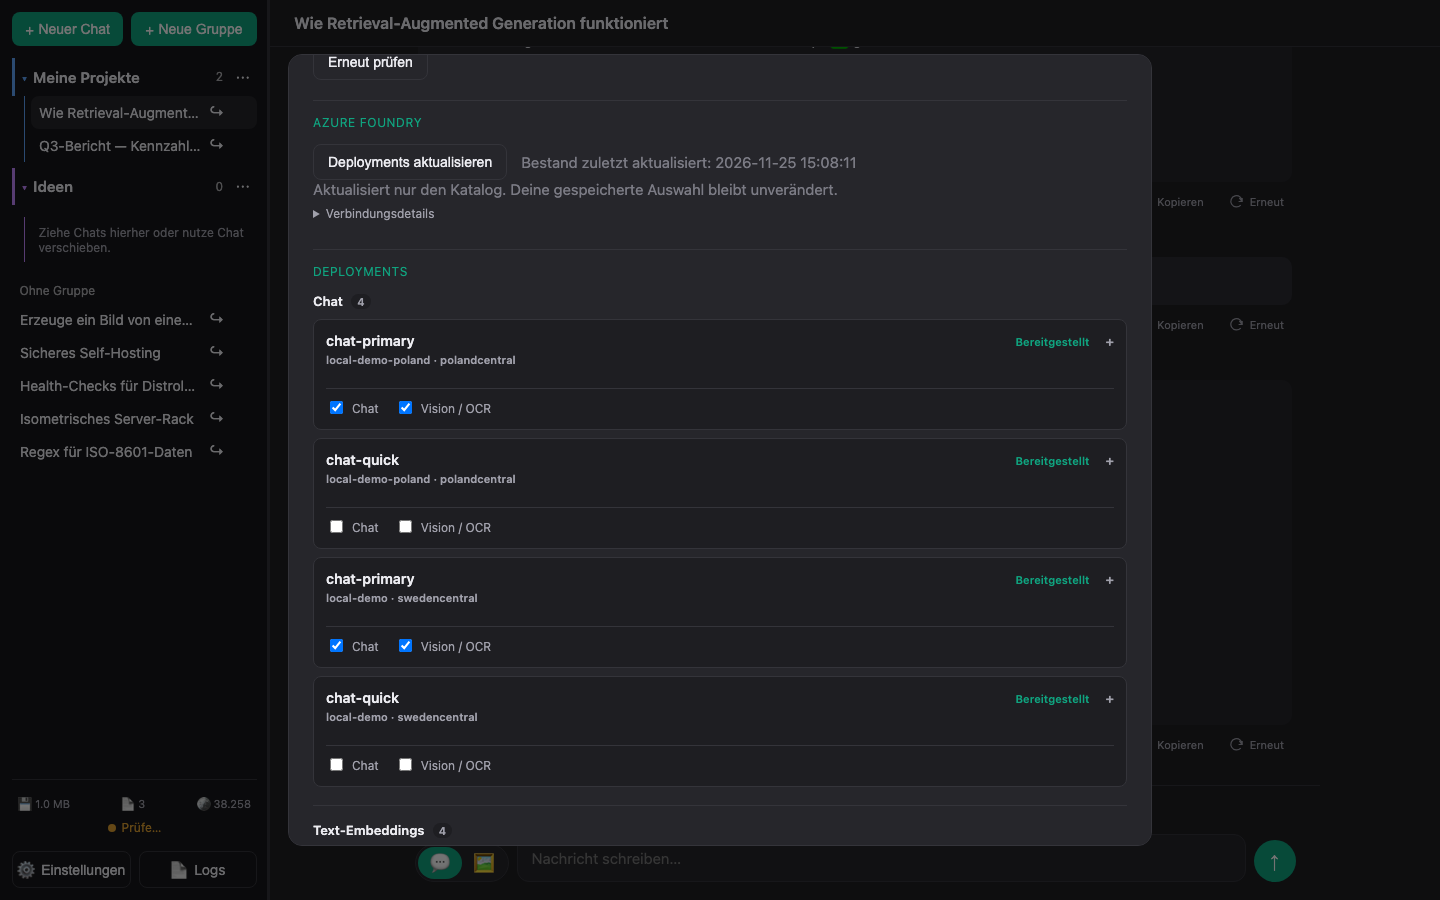 + Neuer Chat
+ Neue Gruppe
Meine Projekte 2 ...
Wie Retrieval-Augment...
Q3-Bericht — Kennzahl...
Ideen 0 ...
Ziehe Chats hierher oder nutze Chat
verschieben.
Ohne Gruppe
Erzeuge ein Bild von eine...
Sicheres Self-Hosting
Health-Checks für Distrol...
Isometrisches Server-Rack
Regex für ISO-8601-Daten
1.0 MB
3
38.258
Prüfe...
Einstellungen
Logs
Wie Retrieval-Augmented Generation funktioniert
Erneut prüfen
AZURE FOUNDRY
Deployments aktualisieren
Bestand zuletzt aktualisiert: 2026-11-25 15:08:11
Aktualisiert nur den Katalog. Deine gespeicherte Auswahl bleibt unverändert.
Verbindungsdetails
DEPLOYMENTS
Chat 4
chat-primary
Bereitgestellt +
local-demo-poland · polandcentral
Chat
Vision / OCR
chat-quick
Bereitgestellt +
local-demo-poland · polandcentral
Chat
Vision / OCR
chat-primary
Bereitgestellt +
local-demo · swedencentral
Chat
Vision / OCR
chat-quick
Bereitgestellt +
local-demo · swedencentral
Chat
Vision / OCR
Text-Embeddings 4
Kopieren
Erneut
Kopieren
Erneut
Kopieren
Erneut
Nachricht schreiben...